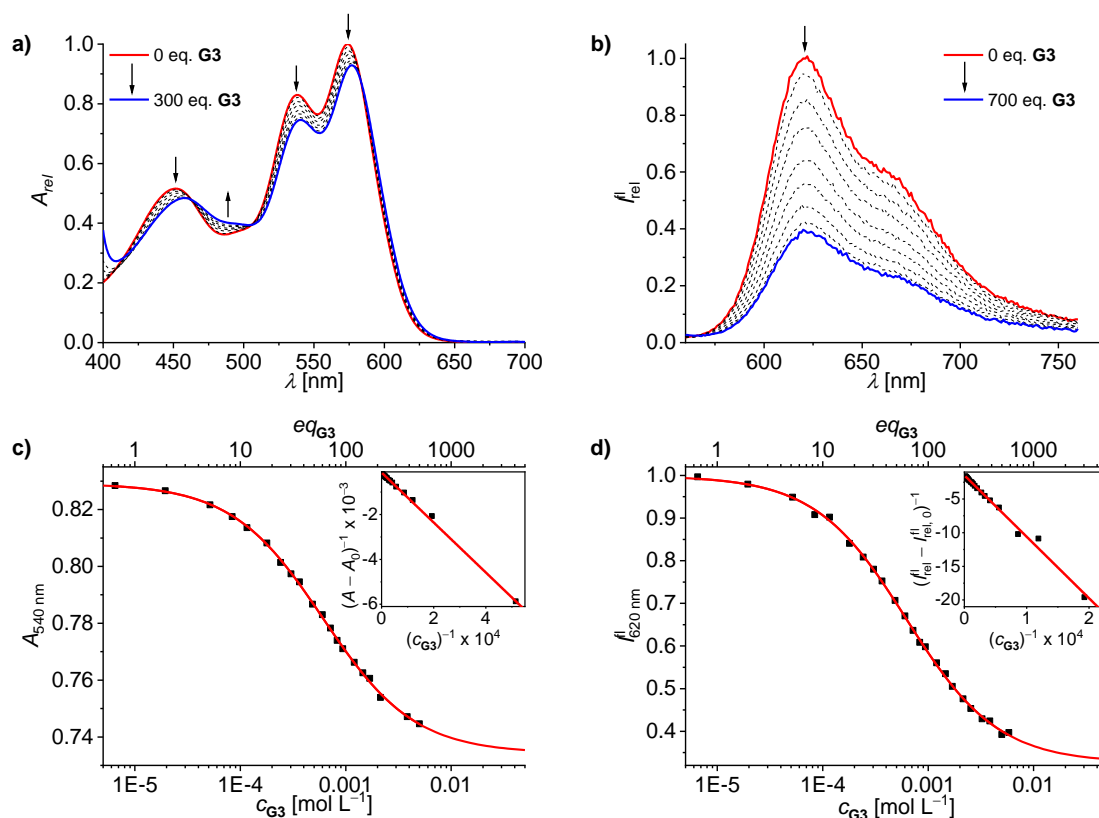 a)
0 eq. G3
300 eq. G3
A_rel
1.0
0.8
0.6
0.4
0.2
0.0
400 450 500 550 600 650 700
λ [nm]
b)
0 eq. G3
700 eq. G3
I^fl_rel
1.0
0.8
0.6
0.4
0.2
0.0
600 650 700 750
λ [nm]
c)
eq_G3
1 10 100 1000
A_540 nm
0.82
0.80
0.78
0.76
0.74
1E-5 1E-4 0.001 0.01
c_G3 [mol L⁻¹]
(A – A₀)⁻¹ x 10⁻³
-2
-4
-6
0 2 4
(c_G3)⁻¹ × 10⁴
d)
eq_G3
1 10 100 1000
I^fl_620 nm
1.0
0.9
0.8
0.7
0.6
0.5
0.4
1E-5 1E-4 0.001 0.01
c_G3 [mol L⁻¹]
(I^fl_rel – I^fl_rel, 0)⁻¹
-5
-10
-15
-20
0 1 2
(c_G3)⁻¹ × 10⁴